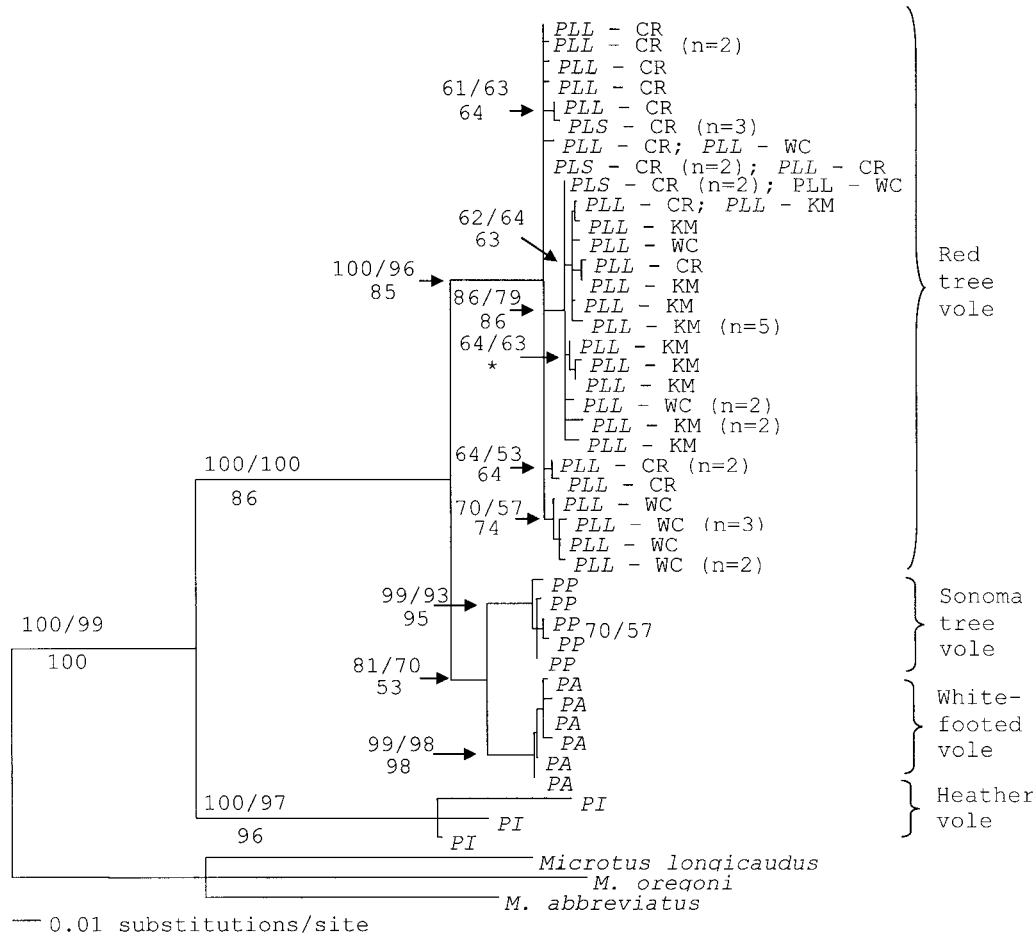 PLL – CR
PLL – CR (n=2)
PLL – CR
PLL – CR
61/63
64
PLL – CR
PLS – CR (n=3)
PLL – CR; PLL – WC
PLS – CR (n=2); PLL – CR
PLS – CR (n=2); PLL – WC
PLL – CR; PLL – KM
62/64
63
PLL – KM
PLL – WC
PLL – CR
PLL – KM
PLL – KM
PLL – KM (n=5)
100/96
85
86/79
86
64/63
*
PLL – KM
PLL – KM
PLL – KM
PLL – WC (n=2)
PLL – KM (n=2)
PLL – KM
64/53
64
PLL – CR (n=2)
PLL – CR
70/57
74
PLL – WC
PLL – WC (n=3)
PLL – WC
PLL – WC (n=2)
Red
tree
vole
100/100
86
99/93
95
PP
PP
PP 70/57
PP
PP
Sonoma
tree
vole
100/99
100
81/70
53
99/98
98
PA
PA
PA
PA
PA
PA
White-
footed
vole
100/97
96
PI
PI
PI
Heather
vole
Microtus longicaudus
M. oregoni
M. abbreviatus
0.01 substitutions/site